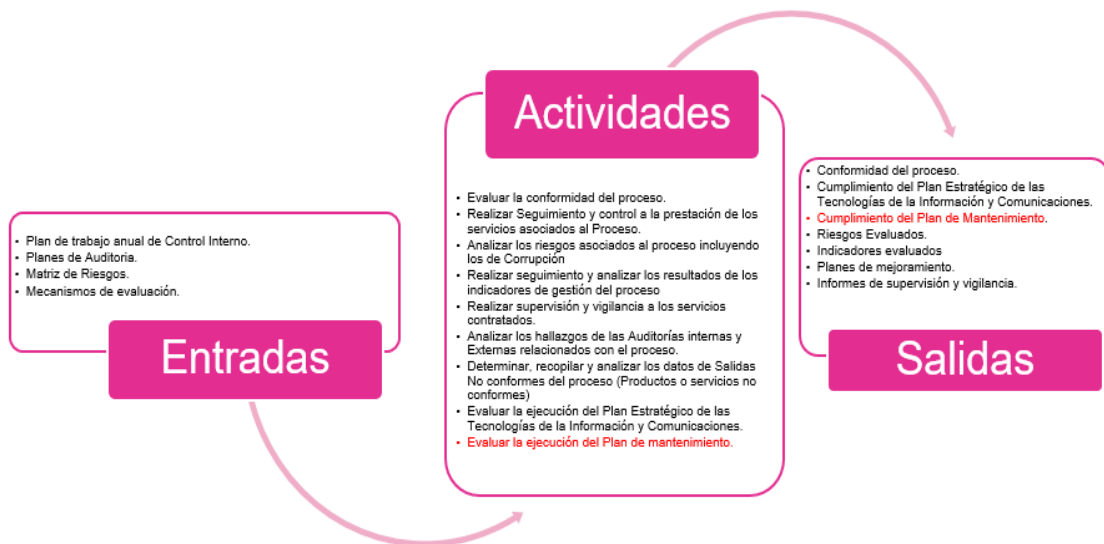 • Plan de trabajo anual de Control Interno.
• Planes de Auditoria.
• Matriz de Riesgos.
• Mecanismos de evaluación.
Entradas
Actividades
• Evaluar la conformidad del proceso.
• Realizar Seguimiento y control a la prestación de los
servicios asociados al Proceso.
• Analizar los riesgos asociados al proceso incluyendo
los de Corrupción
• Realizar seguimiento y analizar los resultados de los
indicadores de gestión del proceso
• Realizar supervisión y vigilancia a los servicios
contratados.
• Analizar los hallazgos de las Auditorías internas y
Externas relacionados con el proceso.
• Determinar, recopilar y analizar los datos de Salidas
No conformes del proceso (Productos o servicios no
conformes)
• Evaluar la ejecución del Plan Estratégico de las
Tecnologías de la Información y Comunicaciones.
• Evaluar la ejecución del Plan de mantenimiento.
• Conformidad del proceso.
• Cumplimiento del Plan Estratégico de las
Tecnologías de la Información y Comunicaciones.
• Cumplimiento del Plan de Mantenimiento.
• Riesgos Evaluados.
• Indicadores evaluados
• Planes de mejoramiento.
• Informes de supervisión y vigilancia.
Salidas